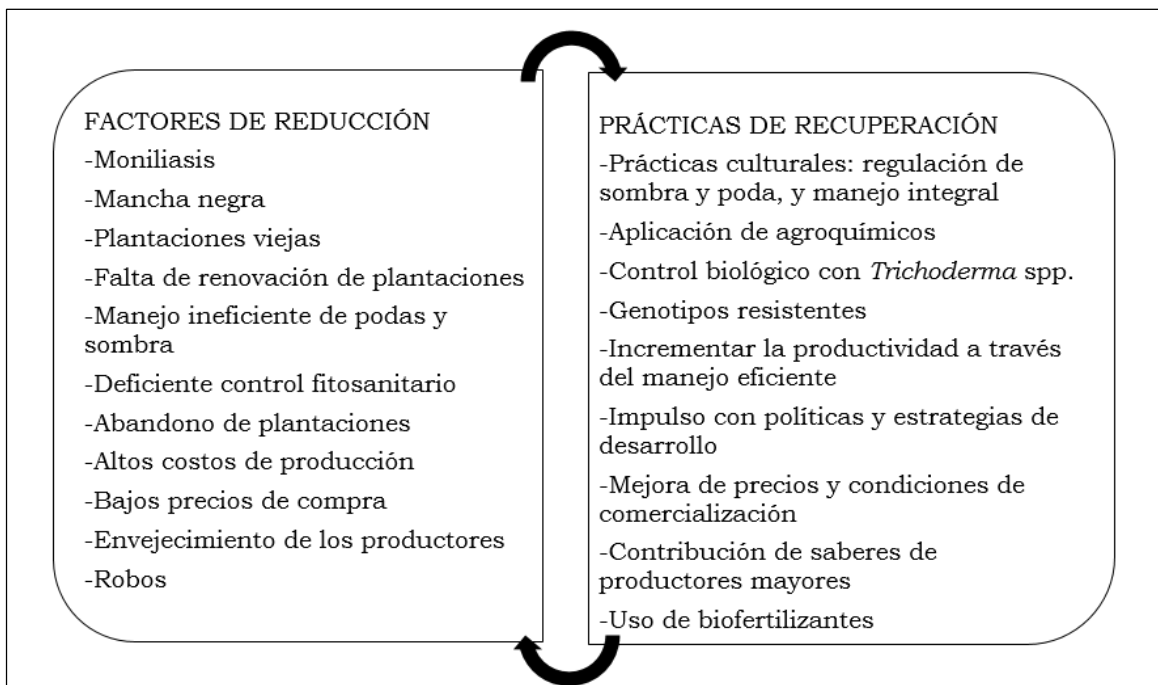 FACTORES DE REDUCCIÓN
-Moniliasis
-Mancha negra
-Plantaciones viejas
-Falta de renovación de plantaciones
-Manejo ineficiente de podas y
sombra
-Deficiente control fitosanitario
-Abandono de plantaciones
-Altos costos de producción
-Bajos precios de compra
-Envejecimiento de los productores
-Robos
PRÁCTICAS DE RECUPERACIÓN
-Prácticas culturales: regulación de
sombra y poda, y manejo integral
-Aplicación de agroquímicos
-Control biológico con Trichoderma spp.
-Genotipos resistentes
-Incrementar la productividad a través
del manejo eficiente
-Impulso con políticas y estrategias de
desarrollo
-Mejora de precios y condiciones de
comercialización
-Contribución de saberes de
productores mayores
-Uso de biofertilizantes